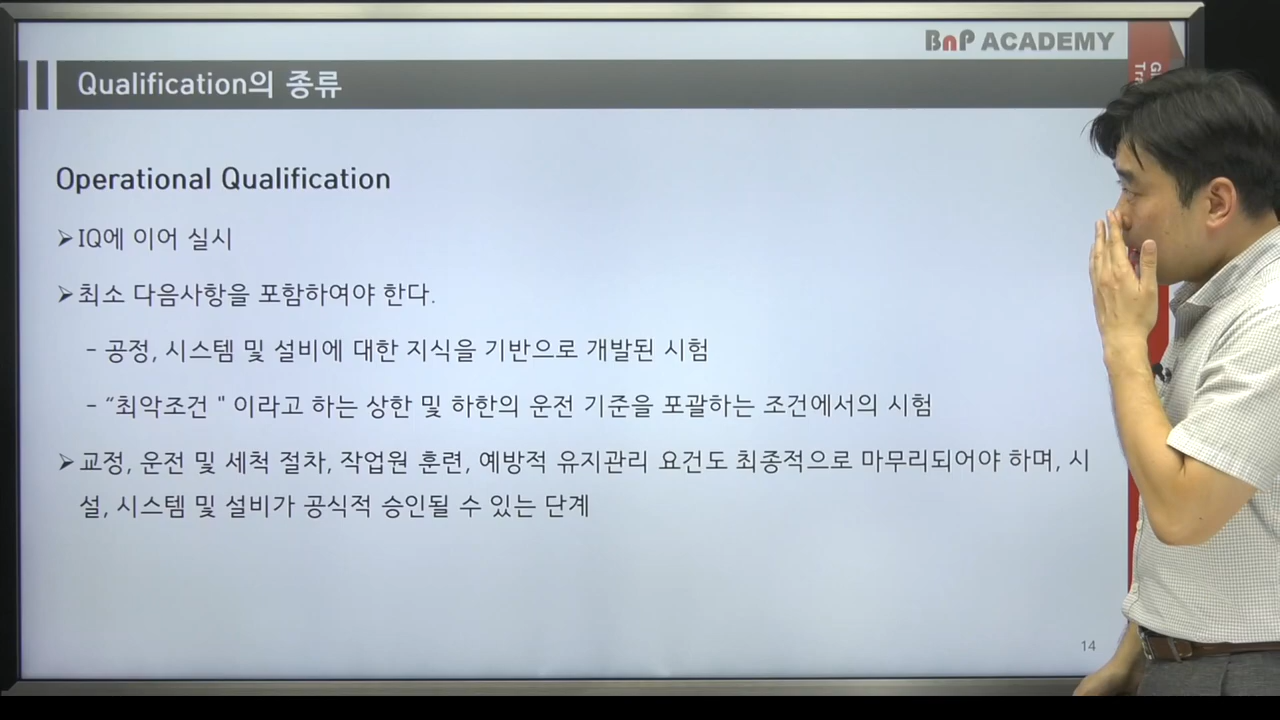 BnP ACADEMY
Qualification의 종류
Operational Qualification
➢IQ에 이어 실시
➢최소 다음사항을 포함하여야 한다.
- 공정, 시스템 및 설비에 대한 지식을 기반으로 개발된 시험
- “최악조건 " 이라고 하는 상한 및 하한의 운전 기준을 포괄하는 조건에서의 시험
➢교정, 운전 및 세척 절차, 작업원 훈련, 예방적 유지관리 요건도 최종적으로 마무리되어야 하며, 시
설, 시스템 및 설비가 공식적 승인될 수 있는 단계
14